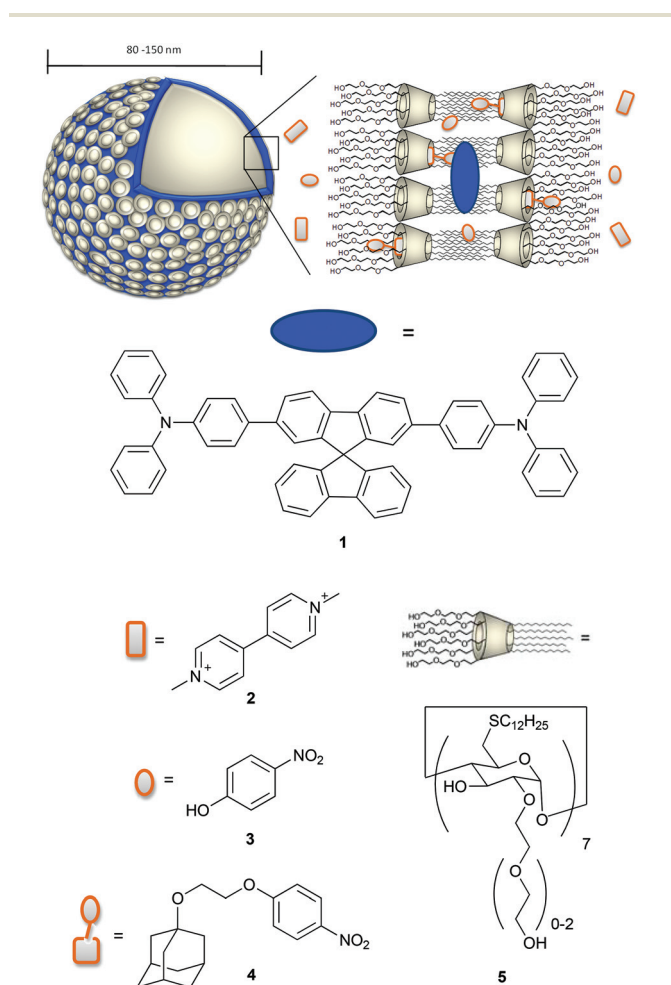 80 -150 nm
=
N
N
1
=
N
+
N
+
2
=
=
NO2
HO
3
SC12H25
O
HO
O
O
7
O
0-2
OH
5
=
O
O
NO2
4